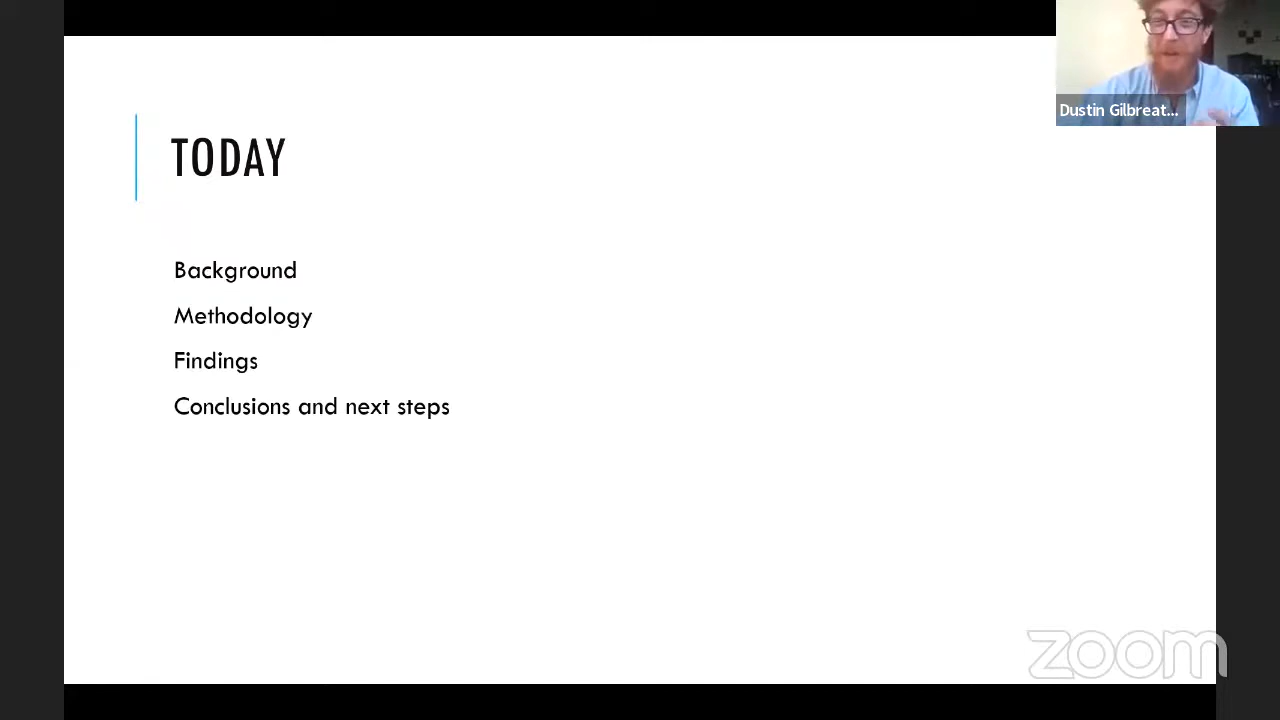 Dustin Gilbreat...
TODAY
Background
Methodology
Findings
Conclusions and next steps
zoom